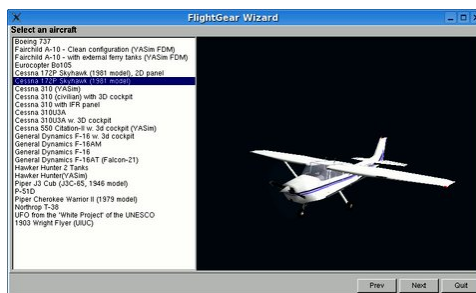 FlightGear Wizard
Select an aircraft
Boeing 737
Fairchild A-10 - Clean configuration (YASim FDM)
Fairchild A-10 - with external ferry tanks (YASim FDM)
Eurocopter Bo105
Cessna 172P Skyhawk (1981 model), 2D panel
Cessna 172P Skyhawk (1981 model)
Cessna 310 (YASim)
Cessna 310 (civilian) with 3D cockpit
Cessna 310 with IFR panel
Cessna 310U3A
Cessna 310U3A w. 3D cockpit
Cessna 550 Citation-II w. 3d cockpit (YASim)
General Dynamics F-16 w. 3d cockpit
General Dynamics F-16AM
General Dynamics F-16
General Dynamics F-16AT (Falcon-21)
Hawker Hunter 2 Tanks
Hawker Hunter(YASim)
Piper J3 Cub (J3C-65, 1946 model)
P-51D
Piper Cherokee Warrior II (1979 model)
Northrop T-38
UFO from the 'White Project' of the UNESCO
1903 Wright Flyer (UIUC)
Prev Next Quit